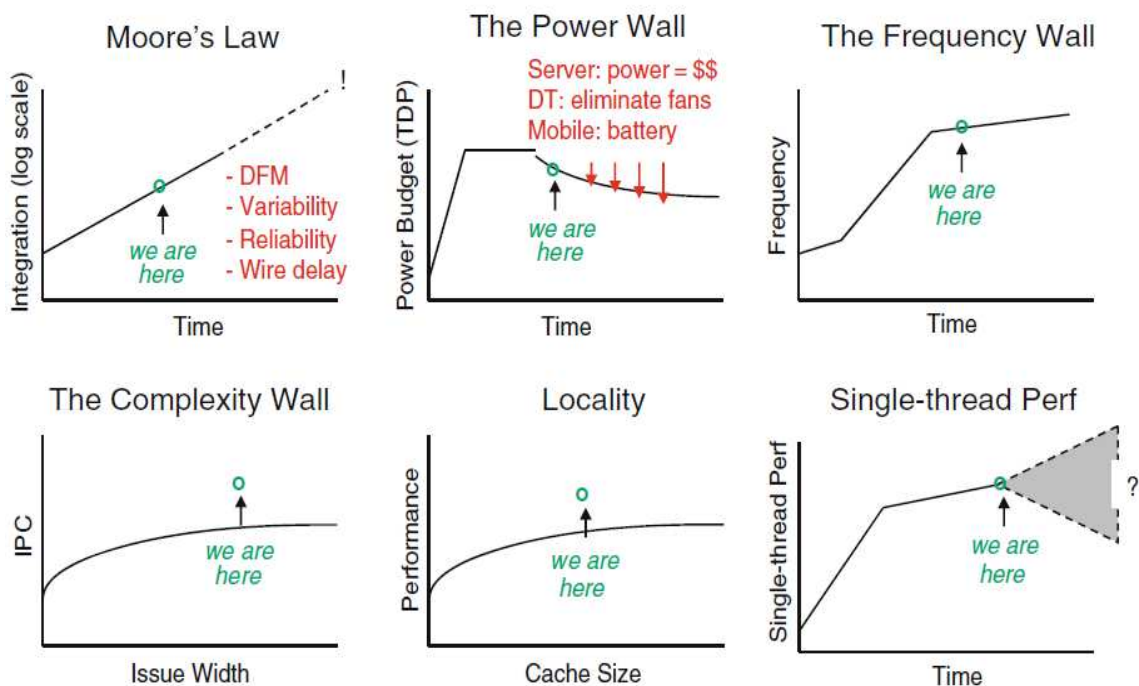 Moore's Law
Integration (log scale)
!
- DFM
- Variability
- Reliability
- Wire delay
we are
here
Time
The Power Wall
Server: power = $$
DT: eliminate fans
Mobile: battery
Power Budget (TDP)
we are
here
Time
The Frequency Wall
Frequency
we are
here
Time
The Complexity Wall
IPC
we are
here
Issue Width
Locality
Performance
we are
here
Cache Size
Single-thread Perf
Single-thread Perf
?
we are
here
Time